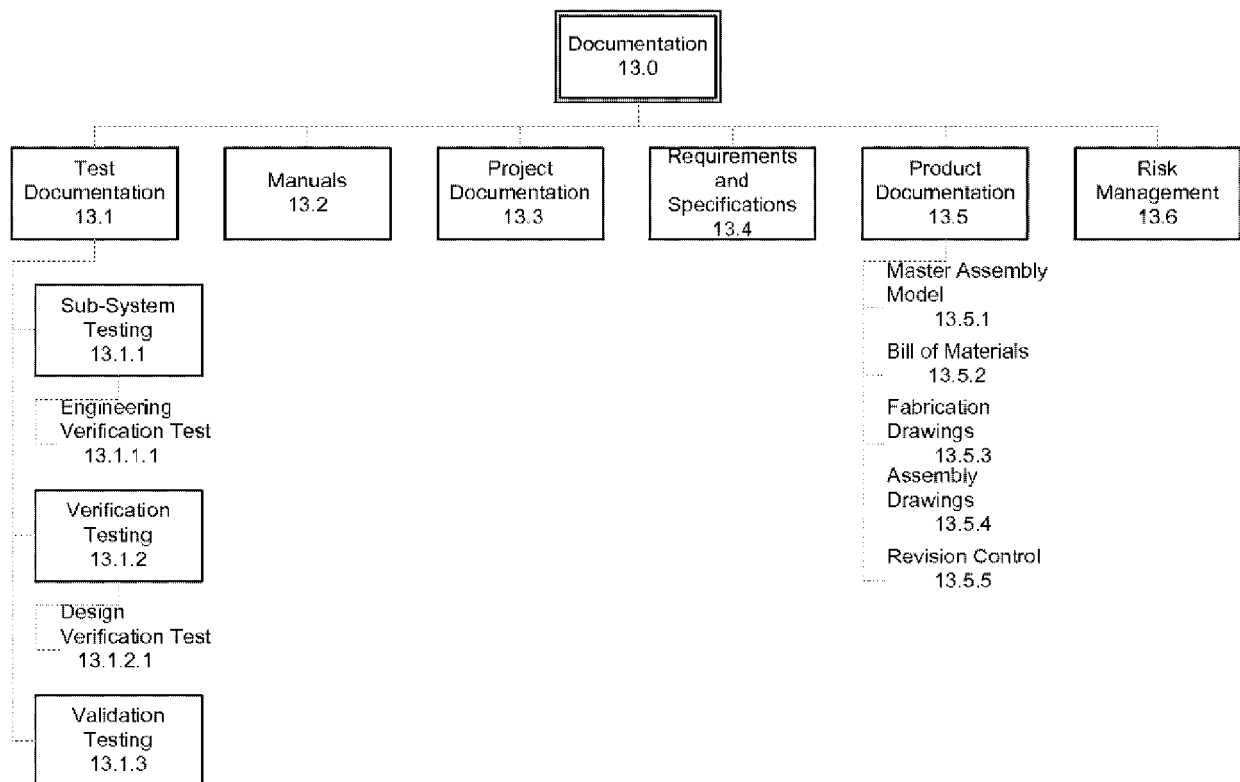 Documentation
13.0
Test
Documentation
13.1
Manuals
13.2
Project
Documentation
13.3
Requirements
and
Specifications
13.4
Product
Documentation
13.5
Risk
Management
13.6
Sub-System
Testing
13.1.1
Engineering
Verification Test
13.1.1.1
Verification
Testing
13.1.2
Design
Verification Test
13.1.2.1
Validation
Testing
13.1.3
Master Assembly
Model
13.5.1
Bill of Materials
13.5.2
Fabrication
Drawings
13.5.3
Assembly
Drawings
13.5.4
Revision Control
13.5.5